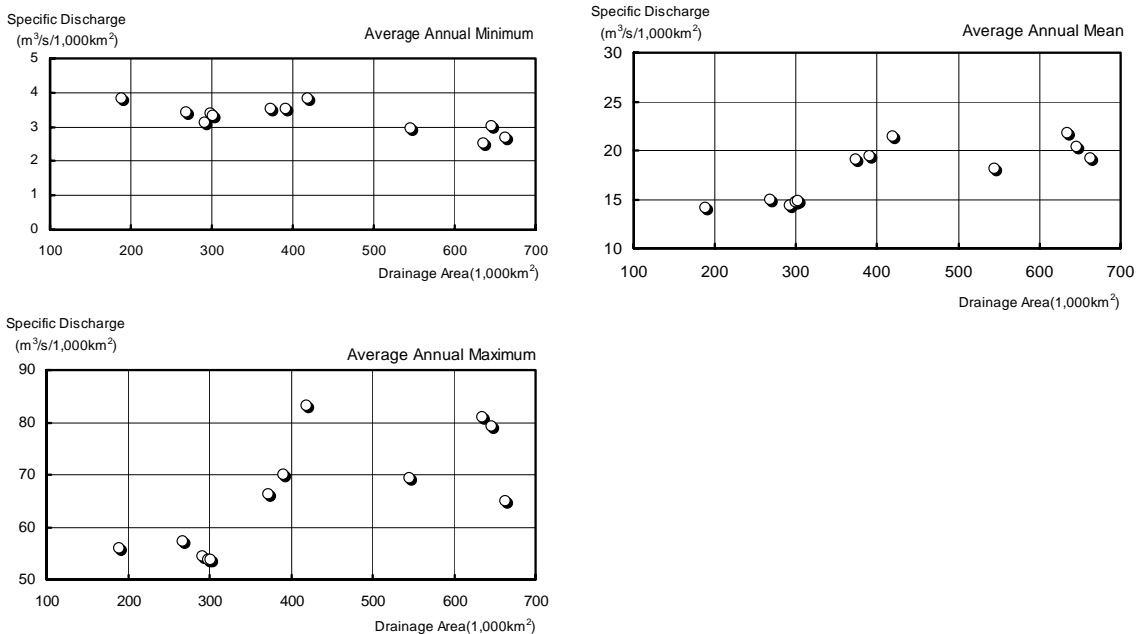 Specific Discharge
(m³/s/1,000km²)
Average Annual Minimum
5
4
3
2
1
0
100 200 300 400 500 600 700
Drainage Area(1,000km²)
Specific Discharge
(m³/s/1,000km²)
Average Annual Mean
30
25
20
15
10
100 200 300 400 500 600 700
Drainage Area(1,000km²)
Specific Discharge
(m³/s/1,000km²)
Average Annual Maximum
90
80
70
60
50
100 200 300 400 500 600 700
Drainage Area(1,000km²)